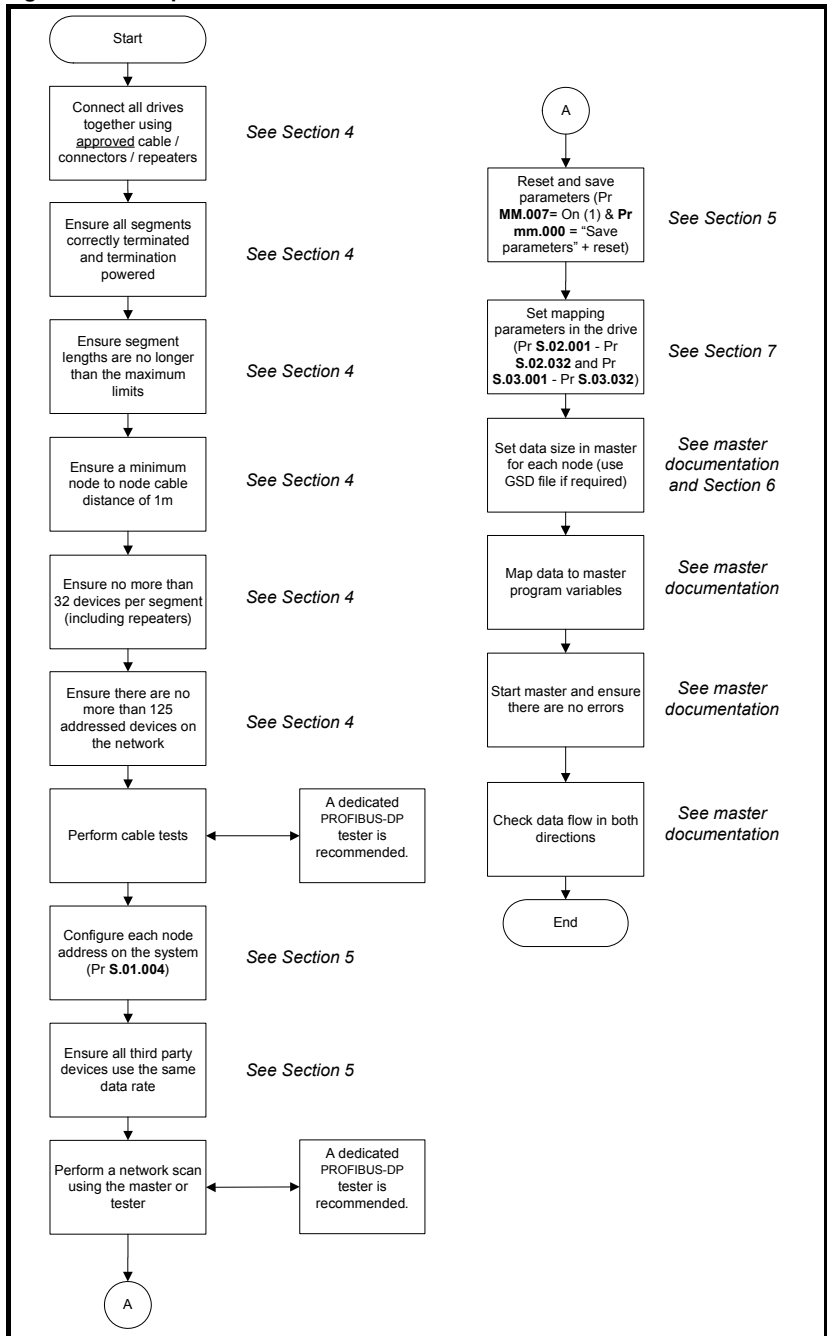 Start
Connect all drives
together using
approved cable /
connectors / repeaters
See Section 4
Ensure all segments
correctly terminated
and termination
powered
See Section 4
Ensure segment
lengths are no longer
than the maximum
limits
See Section 4
Ensure a minimum
node to node cable
distance of 1m
See Section 4
Ensure no more than
32 devices per segment
(including repeaters)
See Section 4
Ensure there are no
more than 125
addressed devices on
the network
See Section 4
Perform cable tests
A dedicated
PROFIBUS-DP
tester is
recommended.
Configure each node
address on the system
(Pr S.01.004)
See Section 5
Ensure all third party
devices use the same
data rate
See Section 5
Perform a network scan
using the master or
tester
A dedicated
PROFIBUS-DP
tester is
recommended.
A
A
Reset and save
parameters (Pr
MM.007= On (1) & Pr
mm.000 = “Save
parameters” + reset)
See Section 5
Set mapping
parameters in the drive
(Pr S.02.001 - Pr
S.02.032 and Pr
S.03.001 - Pr S.03.032)
See Section 7
Set data size in master
for each node (use
GSD file if required)
See master
documentation
and Section 6
Map data to master
program variables
See master
documentation
Start master and ensure
there are no errors
See master
documentation
Check data flow in both
directions
See master
documentation
End